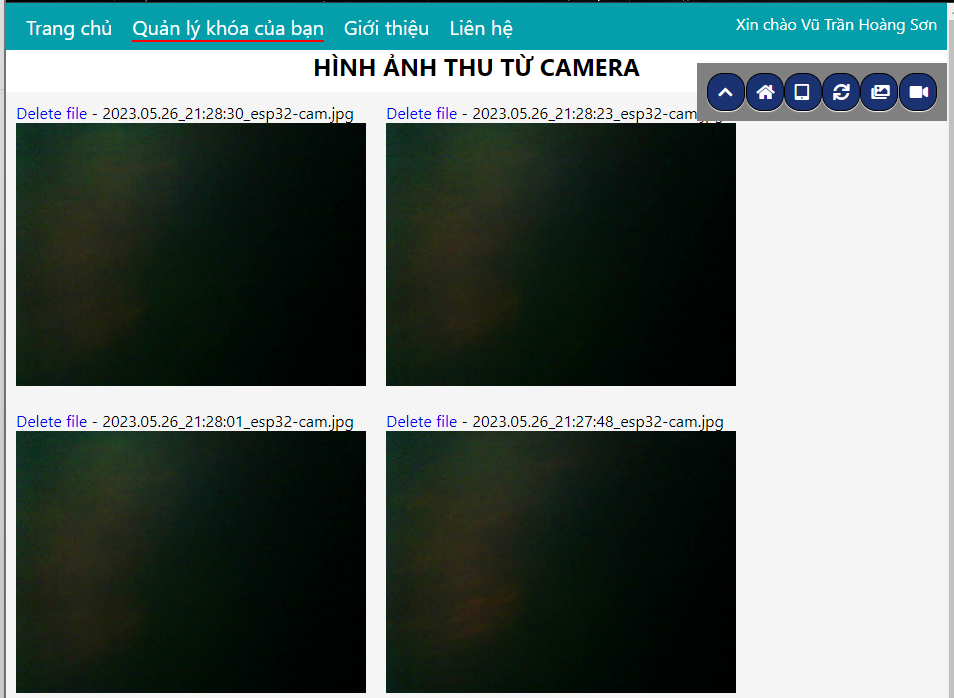 Trang chủ Quản lý khóa của bạn Giới thiệu Liên hệ Xin chào Vũ Trần Hoàng Sơn
HÌNH ẢNH THU TỪ CAMERA
Delete file - 2023.05.26_21:28:30_esp32-cam.jpg Delete file - 2023.05.26_21:28:23_esp32-cam.jpg
Delete file - 2023.05.26_21:28:01_esp32-cam.jpg Delete file - 2023.05.26_21:27:48_esp32-cam.jpg